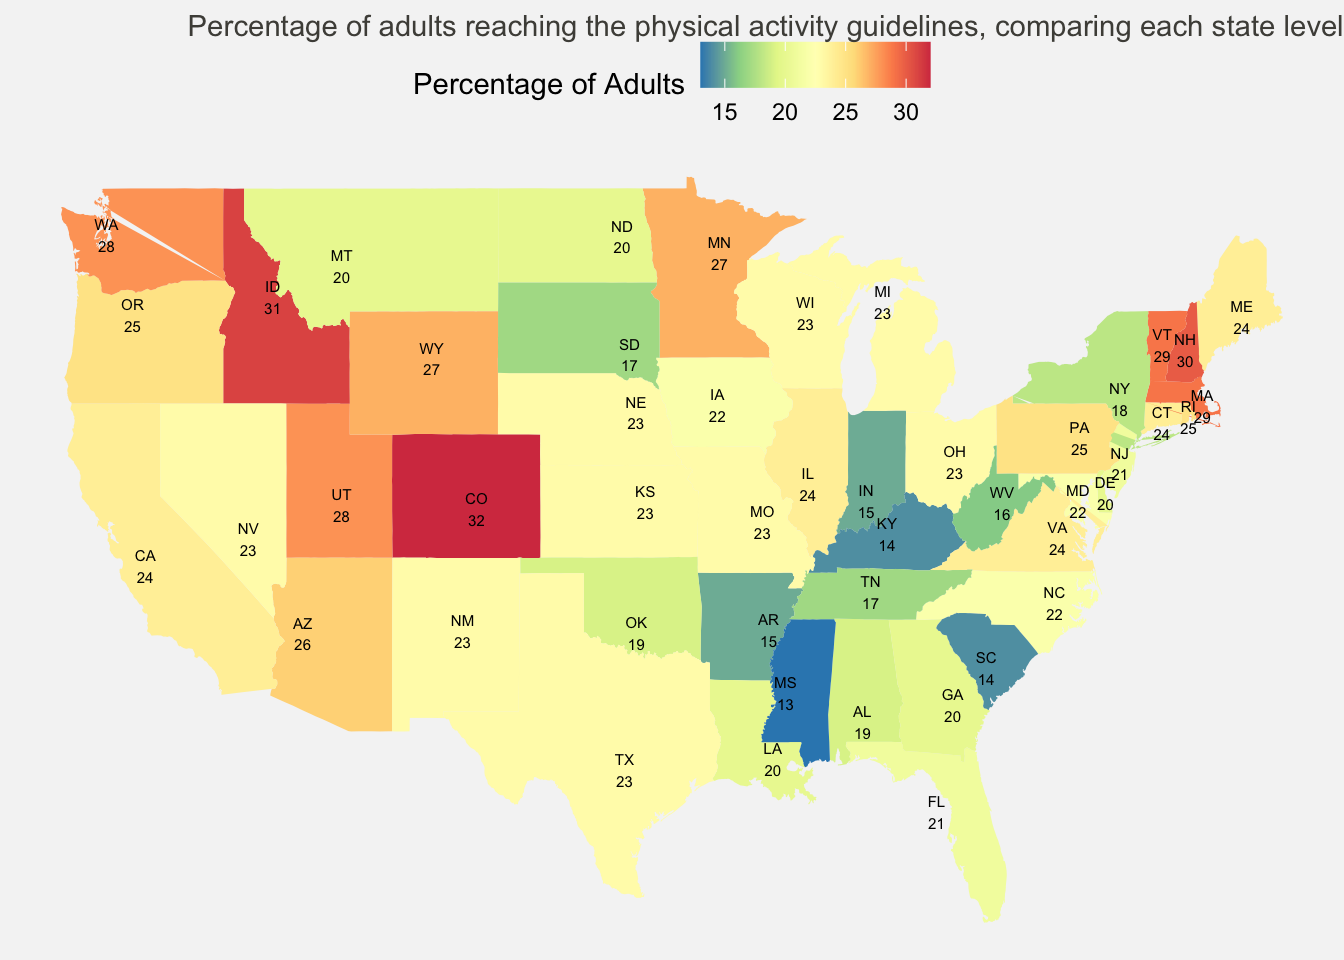 Percentage of adults reaching the physical activity guidelines, comparing each state level
Percentage of Adults
15 20 25 30
WA
28
MT
20
ND
20
MN
27
ID
31
OR
25
WY
27
SD
17
WI
23
MI
23
ME
24
VT
29
NH
30
NY
18
MA
29
RI
25
CT
24
IA
22
NE
23
PA
25
NJ
21
OH
23
IL
24
IN
15
DE
20
MD
22
WV
16
VA
24
UT
28
CO
32
KS
23
MO
23
KY
14
NV
23
CA
24
TN
17
NC
22
AZ
26
NM
23
OK
19
AR
15
SC
14
MS
13
AL
19
GA
20
LA
20
TX
23
FL
21